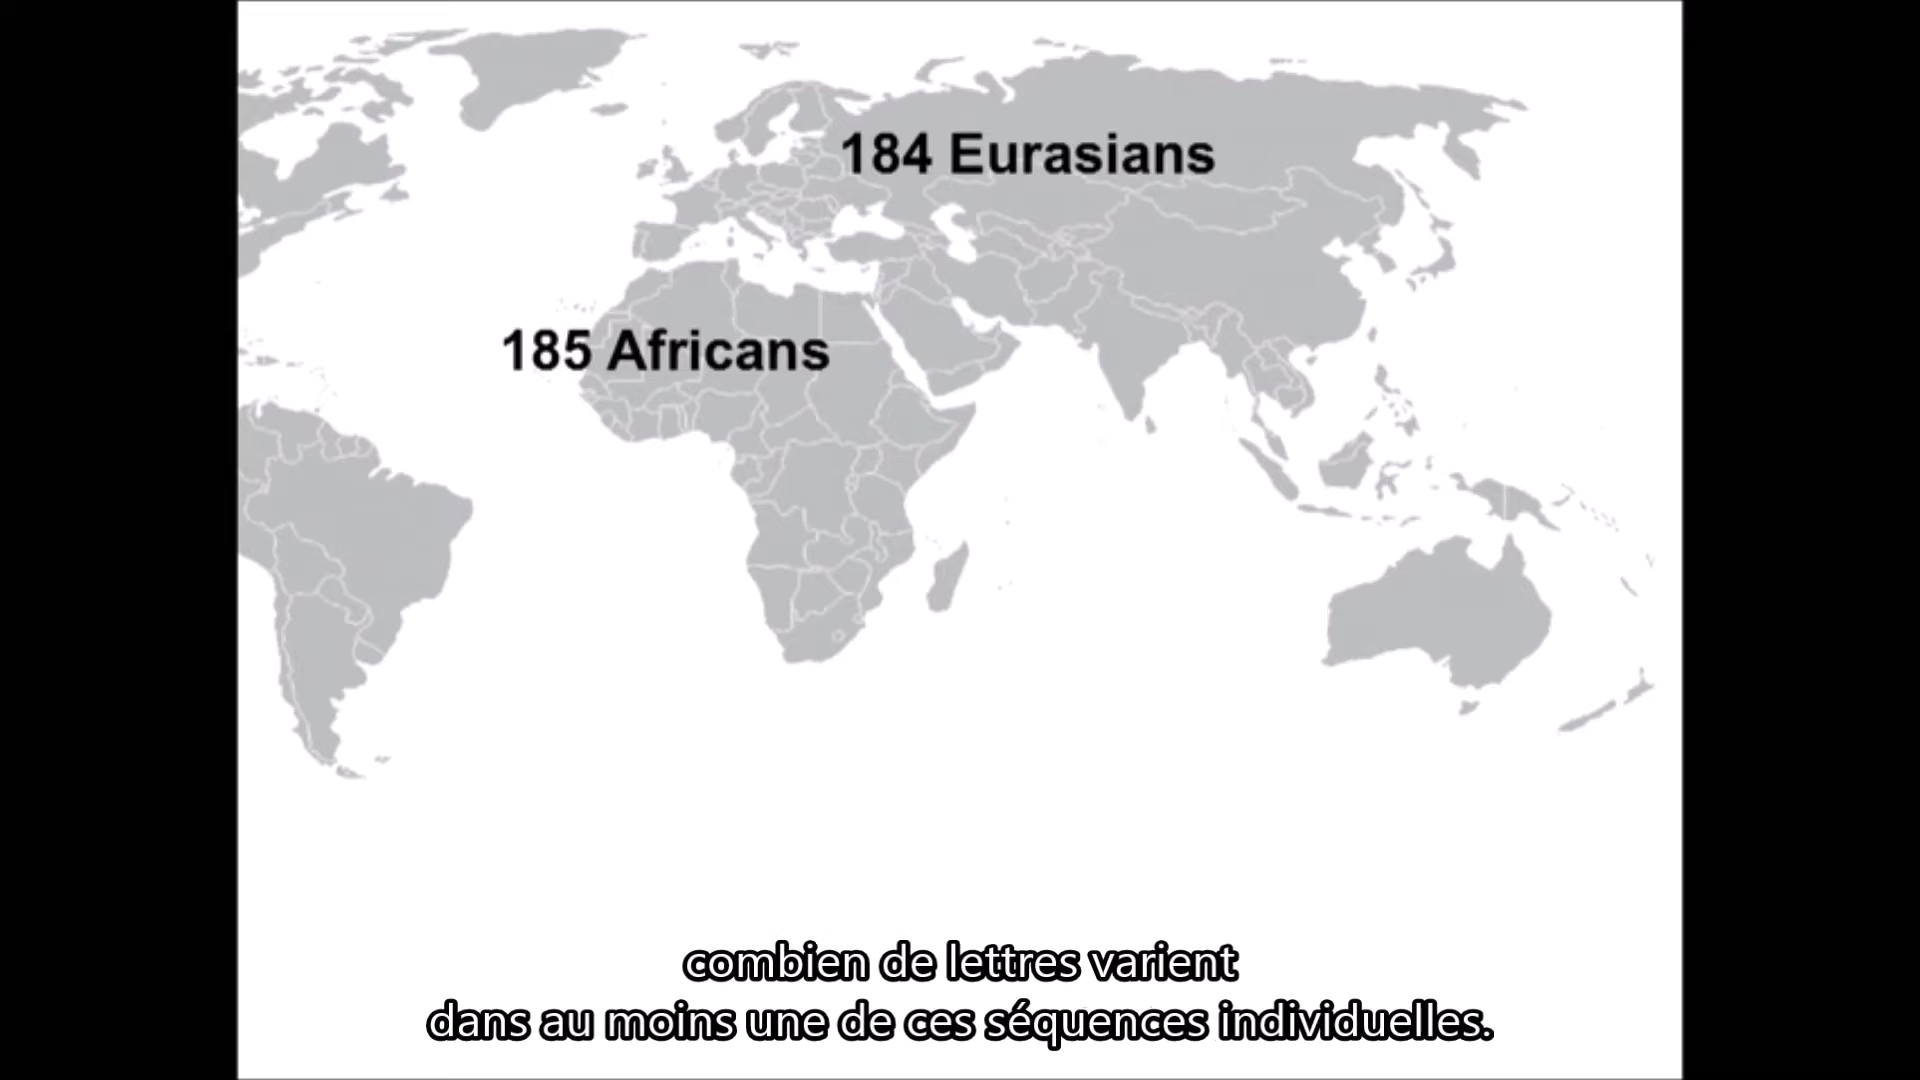 184 Eurasians
185 Africans
combien de lettres varient
dans au moins une de ces séquences individuelles.